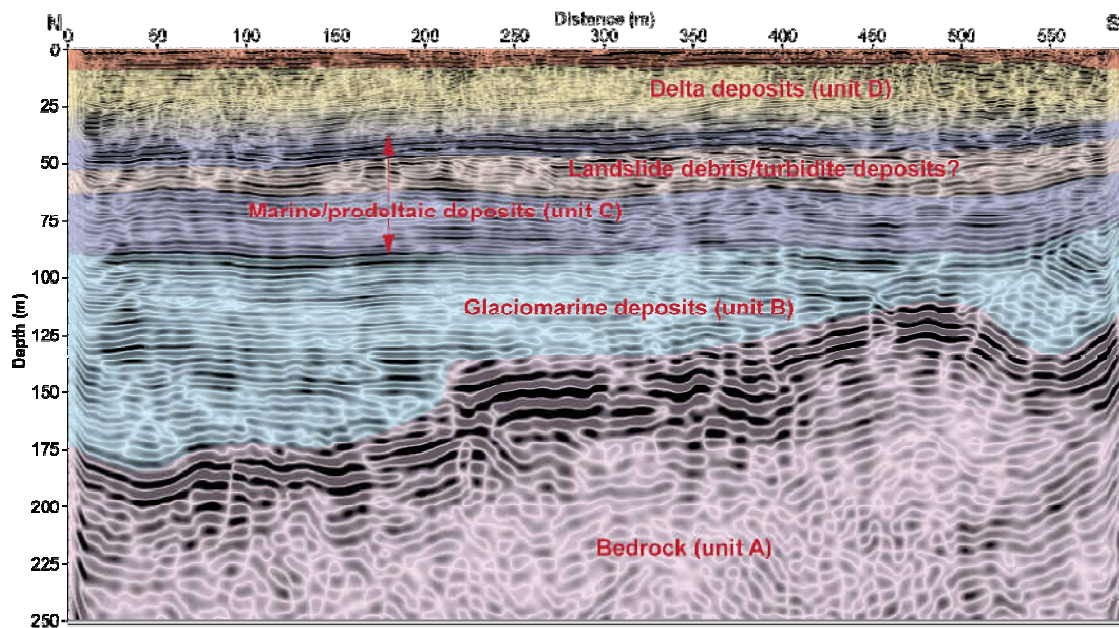 Distance (m)
N S
0 50 100 150 200 250 300 350 400 450 500 550
0
Delta deposits (unit D)
25
50
Landslide debris/turbidite deposits?
75
Marine/prodeltaic deposits (unit C)
100
Glaciomarine deposits (unit B)
125
Depth (m)
150
175
200
Bedrock (unit A)
225
250